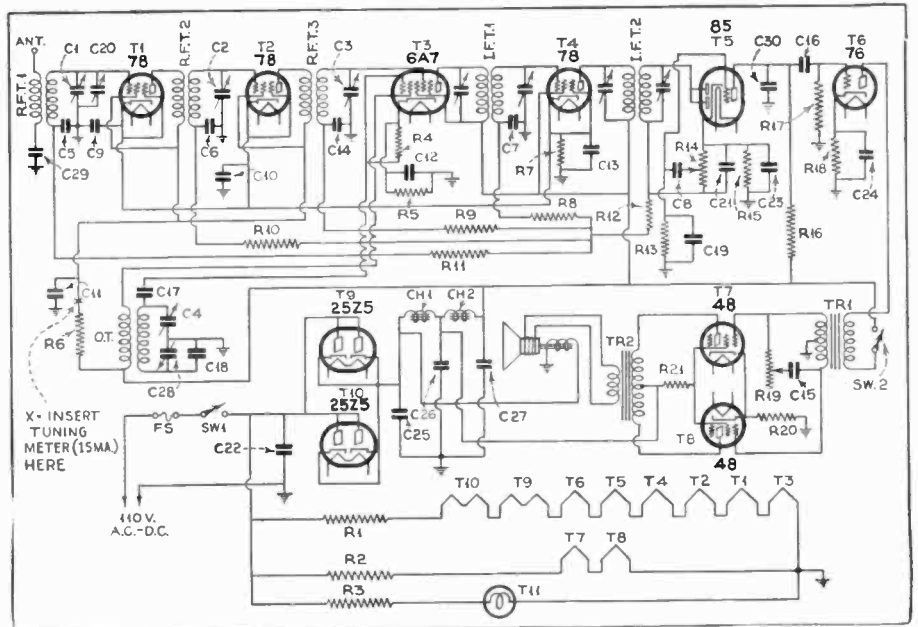 ANT.
R.F.T.1
C1
C20
T1
78
R.F.T.2
C2
T2
78
R.F.T.3
C3
T3
6A7
I.F.T.1
T4
78
I.F.T.2
85
T5
C30
C16
T6
76
C5
C9
C6
C14
R4
C7
R7
C13
R17
C29
C10
C12
R5
R14
C8
C21
R15
C23
R18
C24
R8
R12
R9
R13
C19
R10
R16
R11
C11
C17
T9
25Z5
CH1
CH2
T7
48
TR1
R6
O.T.
C4
C18
TR2
C28
T10
25Z5
R21
X- INSERT
TUNING
METER (15MA.)
HERE
FS
SW1
C26
C27
R19
C15
SW.2
C22
C25
T8
R20
48
110 V.
A.C.-D.C.
T10
T9
T6
T5
T4
T2
T1
T3
R1
T7
T8
R2
R3
T11